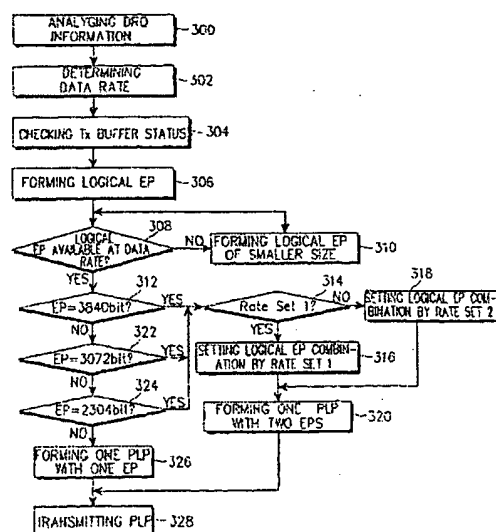 ANALYGING DRQ
INFORMATION
300
DETERMINING
DATA RATE
302
CHECKING Tx BUFFER STATUS
304
FORMING LOGICAL EP
306
LOGICAL
EP AVAILABLE AT DATA
RATE?
308
NO
FORMING LOGICAL EP
OF SMALLER SIZE
310
YES
312
EP=3840bit?
YES
314
Rate Set 1?
NO
318
SETTING LOGICAL EP COM-
BINATION BY RATE SET 2
NO
322
EP=3072bit?
YES
YES
SETTING LOGICAL EP COMBIN-
ATION BY RATE SET 1
316
NO
324
EP=2304bit?
YES
FORMING ONE PLP
WITH TWO EPS
320
NO
FORMING ONE PLP
WITH ONE EP
326
TRANSMITTING PLP
328